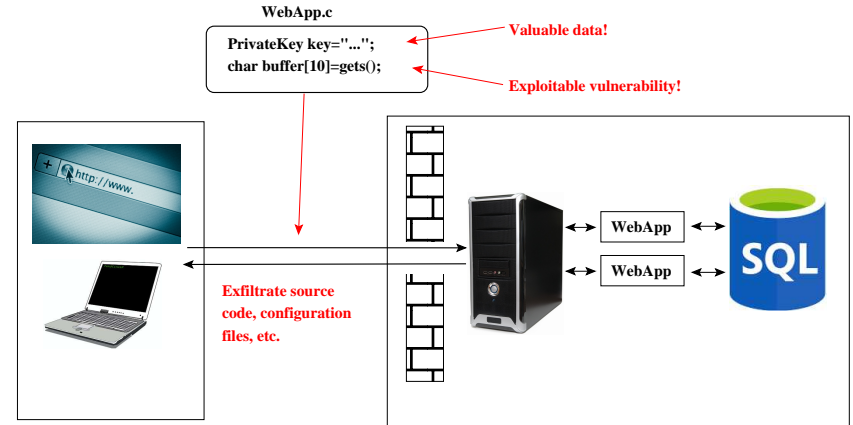 WebApp.c
PrivateKey key="...";
char buffer[10]=gets();
Valuable data!
Exploitable vulnerability!
+ http://www.
WebApp
WebApp
SQL
Exfiltrate source
code, configuration
files, etc.